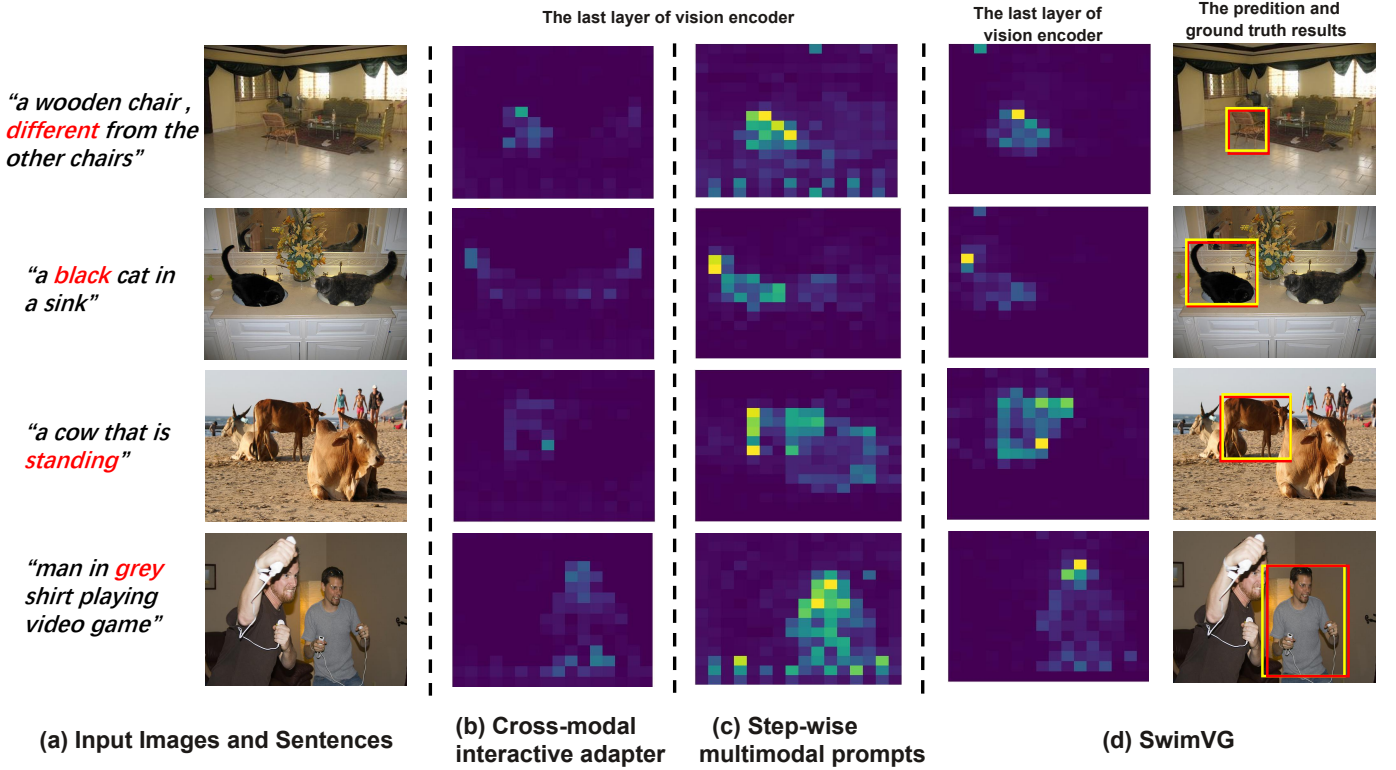 The last layer of vision encoder
The last layer of
vision encoder
The predition and
ground truth results
“a wooden chair ,
different from the
other chairs”
“a black cat in
a sink”
“a cow that is
standing”
“man in grey
shirt playing
video game”
(a) Input Images and Sentences
(b) Cross-modal
interactive adapter
(c) Step-wise
multimodal prompts
(d) SwimVG